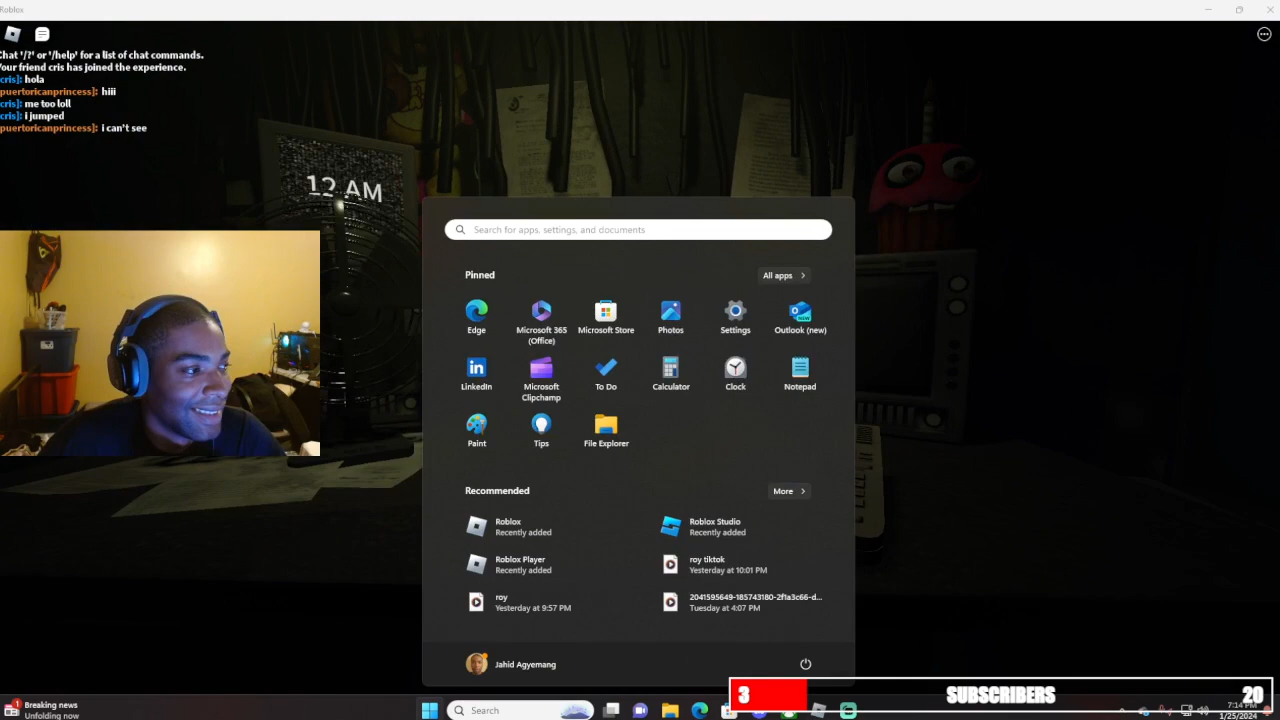 Roblox
Chat '/?' or '/help' for a list of chat commands.
Your friend cris has joined the experience.
cris]: hola
puertoricanprincess]: hiii
cris]: me too loll
cris]: i jumped
puertoricanprincess]: i can't see
12 AM
Search for apps, settings, and documents
Pinned
All apps
Edge
Microsoft 365 (Office)
Microsoft Store
Photos
Settings
Outlook (new)
LinkedIn
Microsoft Clipchamp
To Do
Calculator
Clock
Notepad
Paint
Tips
File Explorer
Recommended
More
Roblox
Recently added
Roblox Studio
Recently added
Roblox Player
Recently added
roy tiktok
Yesterday at 10:01 PM
roy
Yesterday at 9:57 PM
2041595649-185743180-2f1a3c66-d...
Tuesday at 4:07 PM
Jahid Agyemang
3 SUBSCRIBERS 20
Breaking news
Unfolding now
Search
7:14 PM
1/25/2024